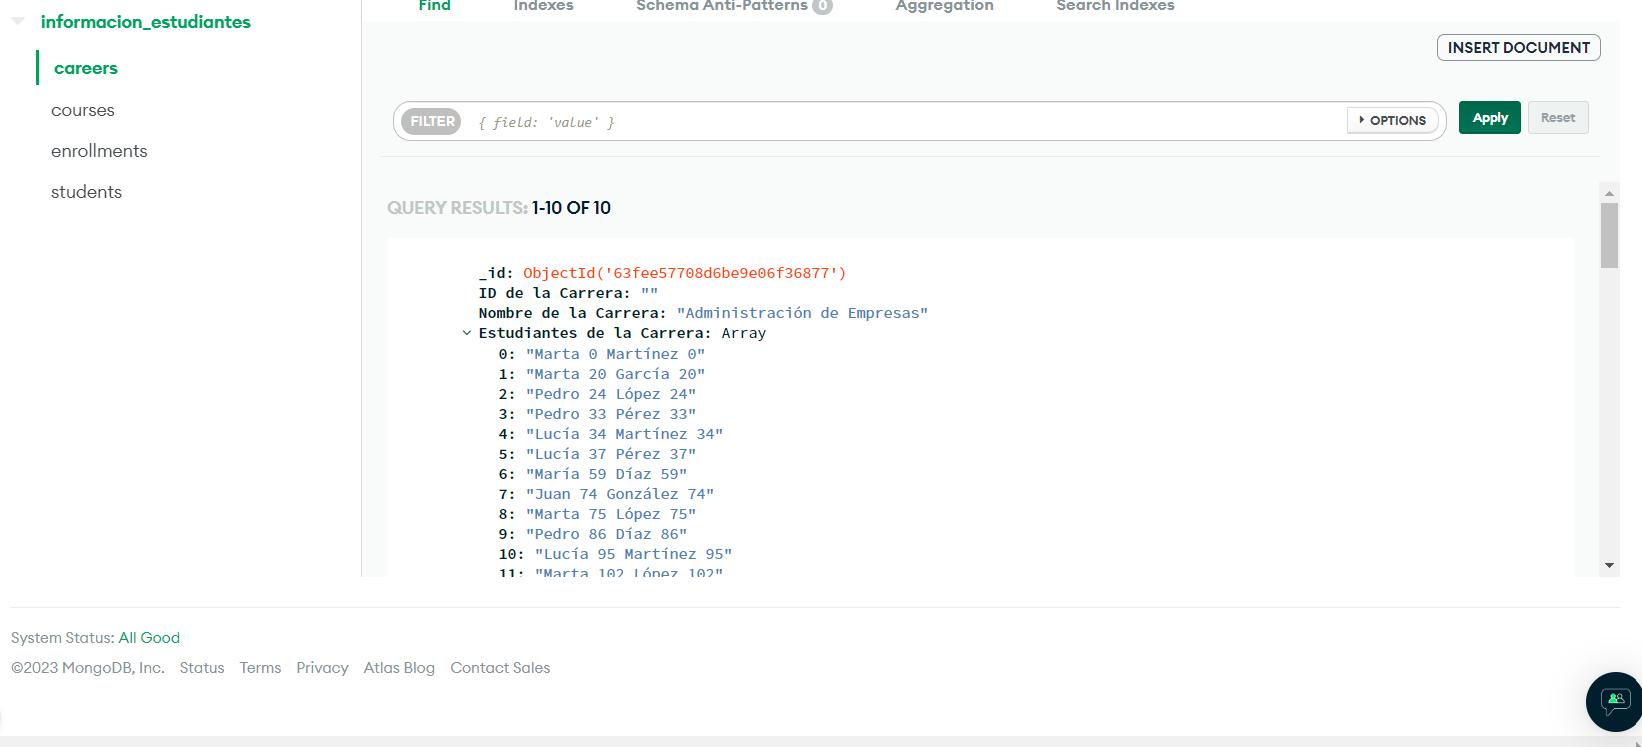 informacion_estudiantes
careers
courses
enrollments
students
Find Indexes Schema Anti-Patterns 0 Aggregation Search Indexes
INSERT DOCUMENT
FILTER { field: 'value' } OPTIONS Apply Reset
QUERY RESULTS: 1-10 OF 10
_id: ObjectId('63fee57708d6be9e06f36877')
ID de la Carrera: ""
Nombre de la Carrera: "Administración de Empresas"
Estudiantes de la Carrera: Array
0: "Marta 0 Martínez 0"
1: "Marta 20 García 20"
2: "Pedro 24 López 24"
3: "Pedro 33 Pérez 33"
4: "Lucía 34 Martínez 34"
5: "Lucía 37 Pérez 37"
6: "María 59 Díaz 59"
7: "Juan 74 González 74"
8: "Marta 75 López 75"
9: "Pedro 86 Díaz 86"
10: "Lucía 95 Martínez 95"
11: "Marta 102 López 102"
System Status: All Good
©2023 MongoDB, Inc. Status Terms Privacy Atlas Blog Contact Sales